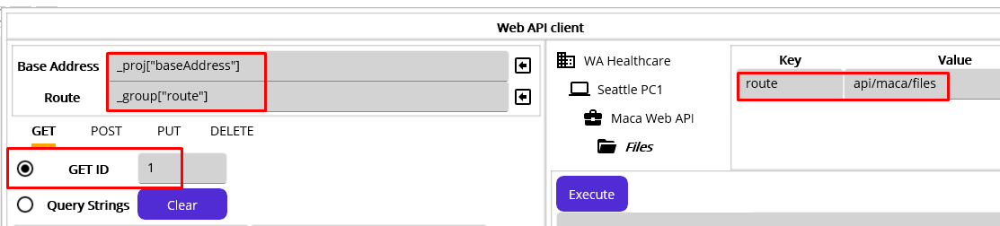 Web API client
Base Address _proj["baseAddress"]
Route _group["route"]
GET POST PUT DELETE
GET ID 1
Query Strings Clear
WA Healthcare
Seattle PC1
Maca Web API
Files
Key Value
route api/maca/files
Execute